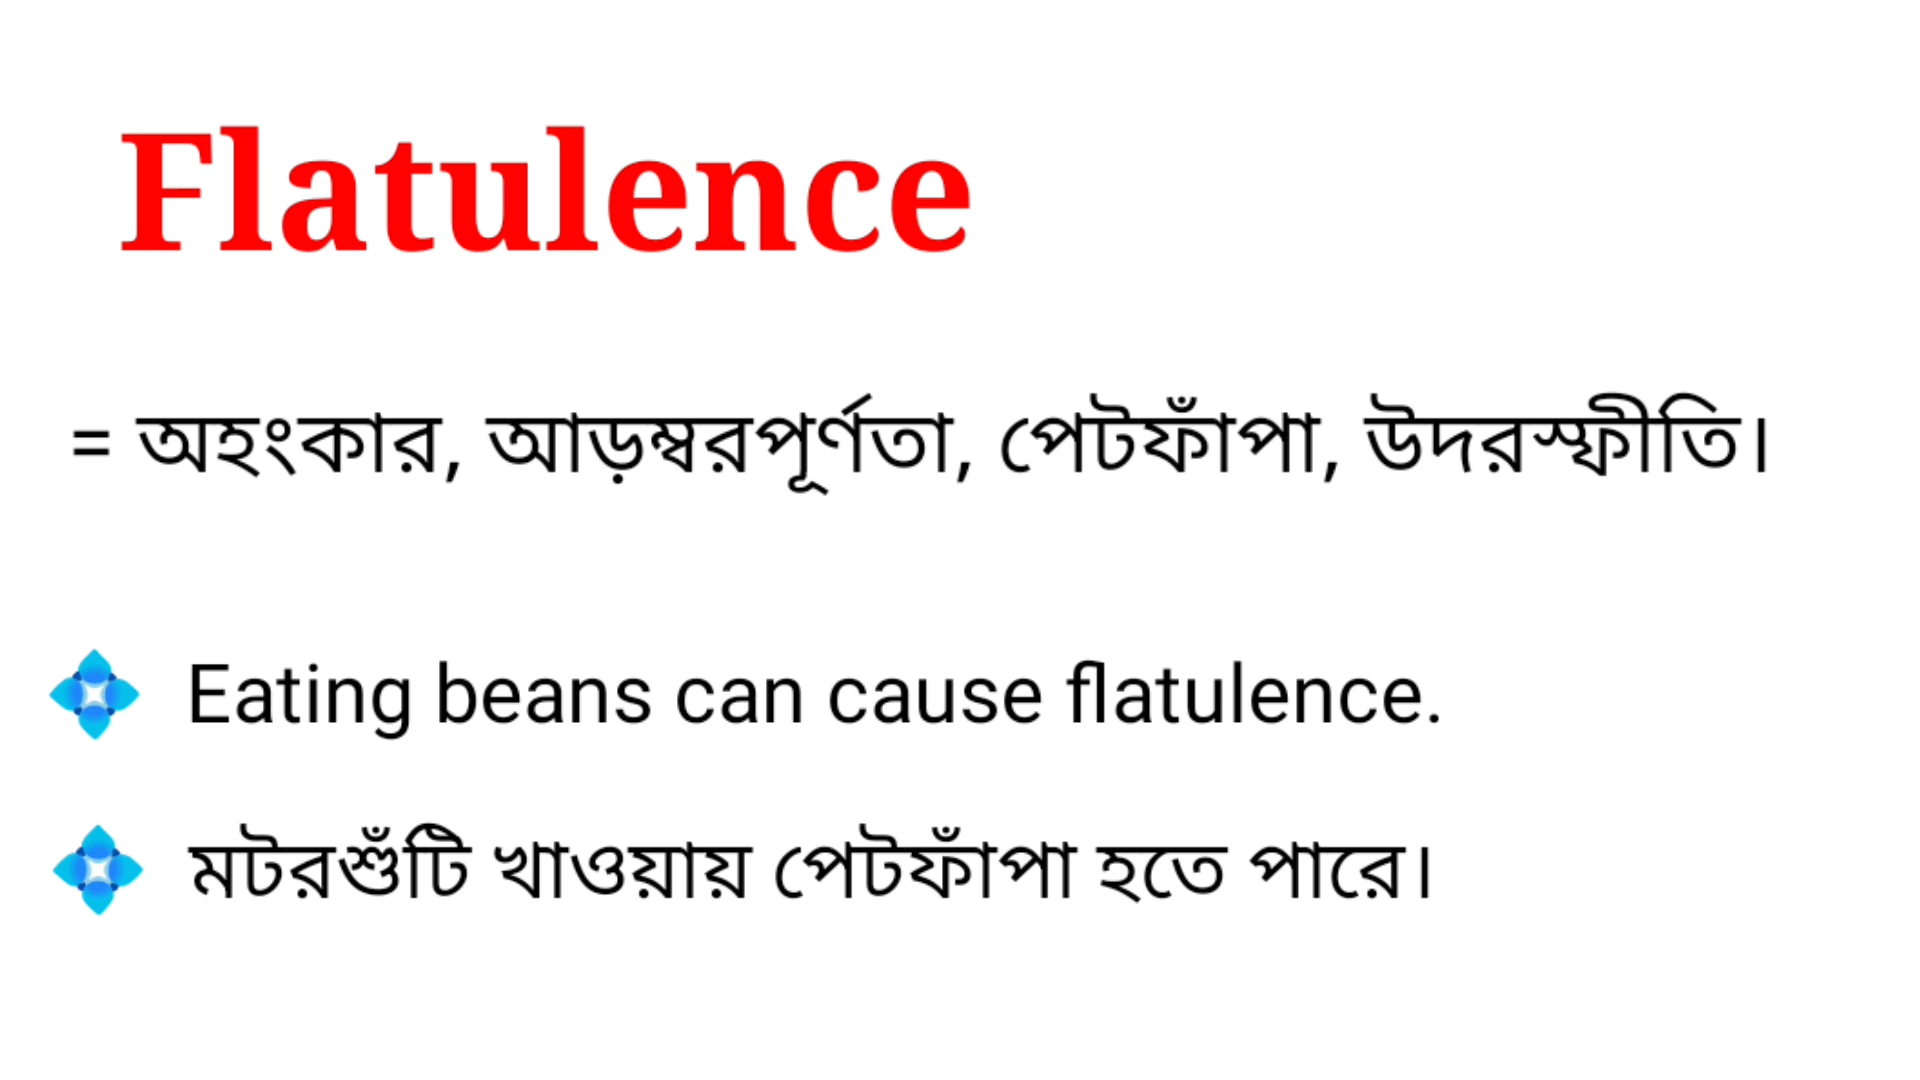 Flatulence
= অহংকার, আড়ম্বরপূর্ণতা, পেটফাঁপা, উদরস্ফীতি।
💠 Eating beans can cause flatulence.
💠 মটরশুঁটি খাওয়ায় পেটফাঁপা হতে পারে।